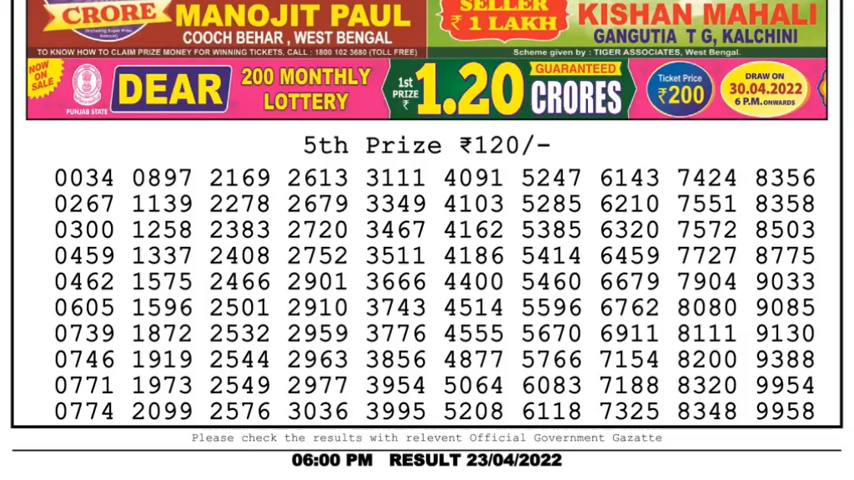 CRORE
MANOJIT PAUL
COOCH BEHAR , WEST BENGAL
SELLER
₹ 1 LAKH
KISHAN MAHALI
GANGUTIA T G, KALCHINI
TO KNOW HOW TO CLAIM PRIZE MONEY FOR WINNING TICKETS, CALL : 1800 102 3680 (TOLL FREE)
Scheme given by : TIGER ASSOCIATES, West Bengal.
NOW ON SALE
PUNJAB STATE
DEAR
200 MONTHLY
LOTTERY
1st
PRIZE
₹
1.20
GUARANTEED
CRORES
Ticket Price
₹200
DRAW ON
30.04.2022
6 P.M. ONWARDS
5th Prize ₹120/-
0034 0897 2169 2613 3111 4091 5247 6143 7424 8356
0267 1139 2278 2679 3349 4103 5285 6210 7551 8358
0300 1258 2383 2720 3467 4162 5385 6320 7572 8503
0459 1337 2408 2752 3511 4186 5414 6459 7727 8775
0462 1575 2466 2901 3666 4400 5460 6679 7904 9033
0605 1596 2501 2910 3743 4514 5596 6762 8080 9085
0739 1872 2532 2959 3776 4555 5670 6911 8111 9130
0746 1919 2544 2963 3856 4877 5766 7154 8200 9388
0771 1973 2549 2977 3954 5064 6083 7188 8320 9954
0774 2099 2576 3036 3995 5208 6118 7325 8348 9958
Please check the results with relevent Official Government Gazatte
06:00 PM RESULT 23/04/2022